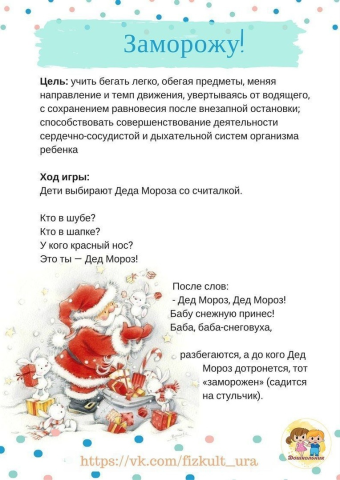 Заморожу!
Цель: учить бегать легко, обегая предметы, меняя
направление и темп движения, увертываясь от водящего,
с сохранением равновесия после внезапной остановки;
способствовать совершенствование деятельности
сердечно-сосудистой и дыхательной систем организма
ребенка
Ход игры:
Дети выбирают Деда Мороза со считалкой.
Кто в шубе?
Кто в шапке?
У кого красный нос?
Это ты — Дед Мороз!
После слов:
- Дед Мороз, Дед Мороз!
Бабу снежную принес!
Баба, баба-снеговуха,
разбегаются, а до кого Дед
Мороз дотронется, тот
«заморожен» (садится
на стульчик).
https://vk.com/fizkult_ura